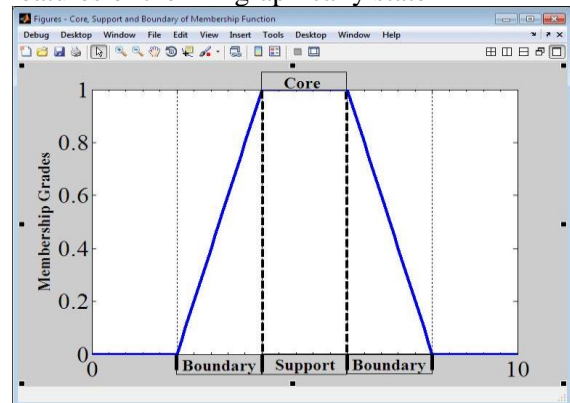 Figures - Core, Support and Boundary of Membership Function
Debug Desktop Window File Edit View Insert Tools Desktop Window Help
Core
1
0.8
0.6
0.4
0.2
0
Membership Grades
Boundary Support Boundary
0 10